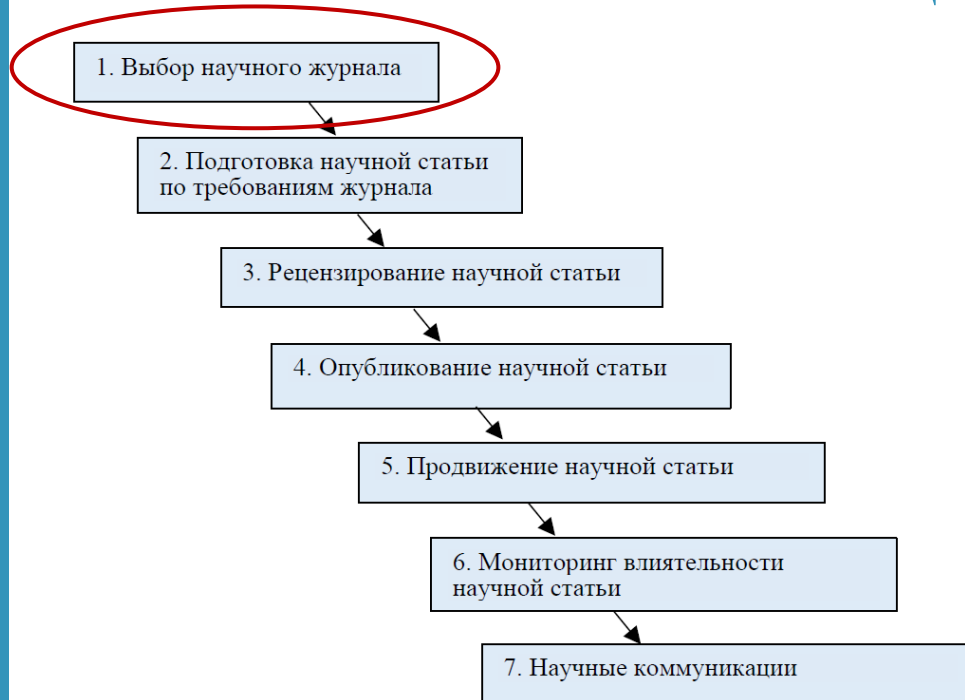 1. Выбор научного журнала
2. Подготовка научной статьи
по требованиям журнала
3. Рецензирование научной статьи
4. Опубликование научной статьи
5. Продвижение научной статьи
6. Мониторинг влиятельности
научной статьи
7. Научные коммуникации